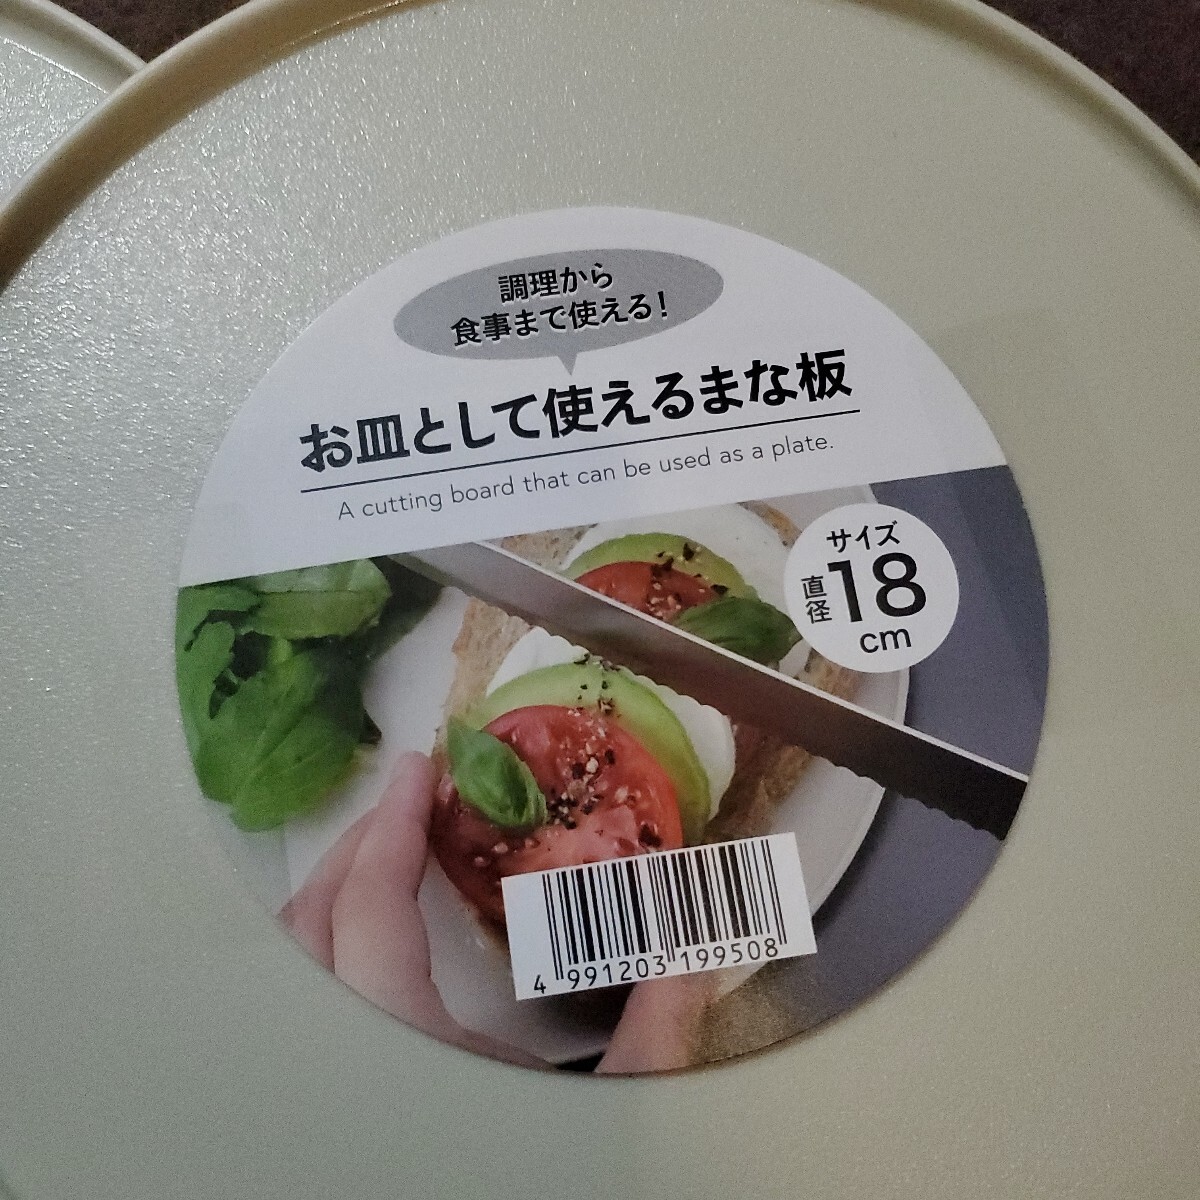 調理から
食事まで使える!
お皿として使えるまな板
A cutting board that can be used as a plate.
サイズ
直径18
cm
4 991203 199508